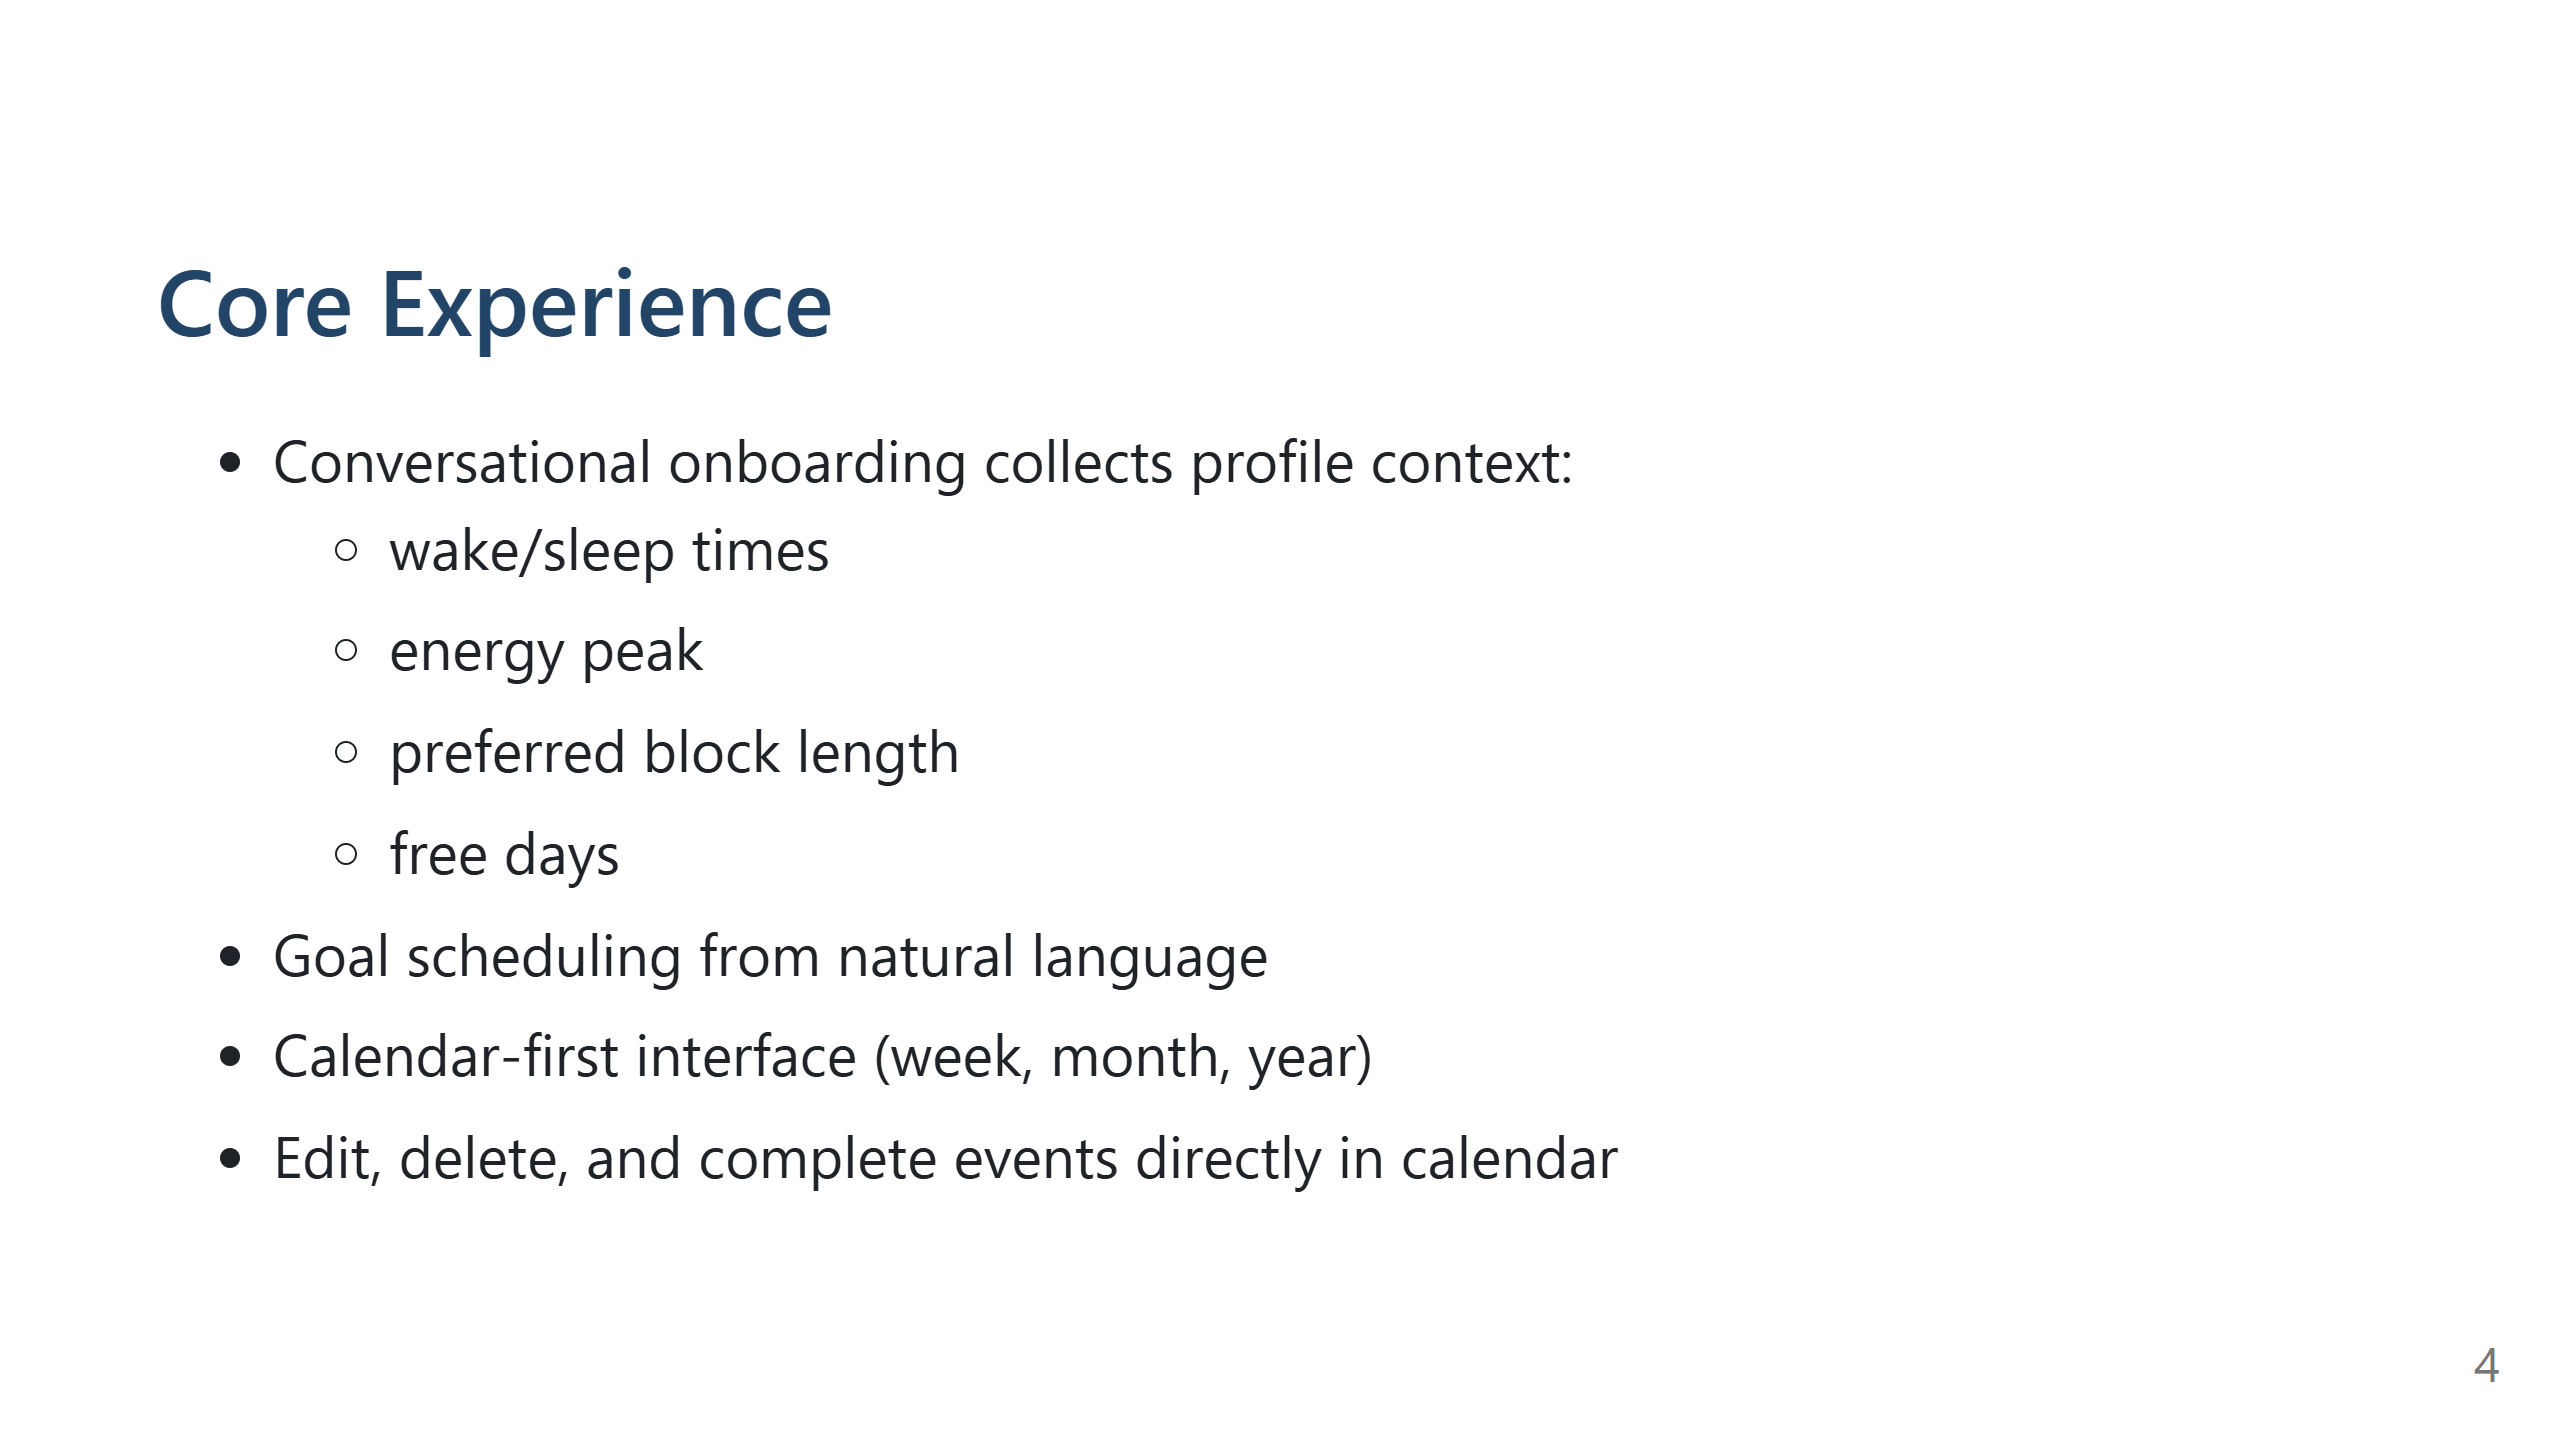 Core Experience
• Conversational onboarding collects profile context:
○ wake/sleep times
○ energy peak
○ preferred block length
○ free days
• Goal scheduling from natural language
• Calendar-first interface (week, month, year)
• Edit, delete, and complete events directly in calendar
4